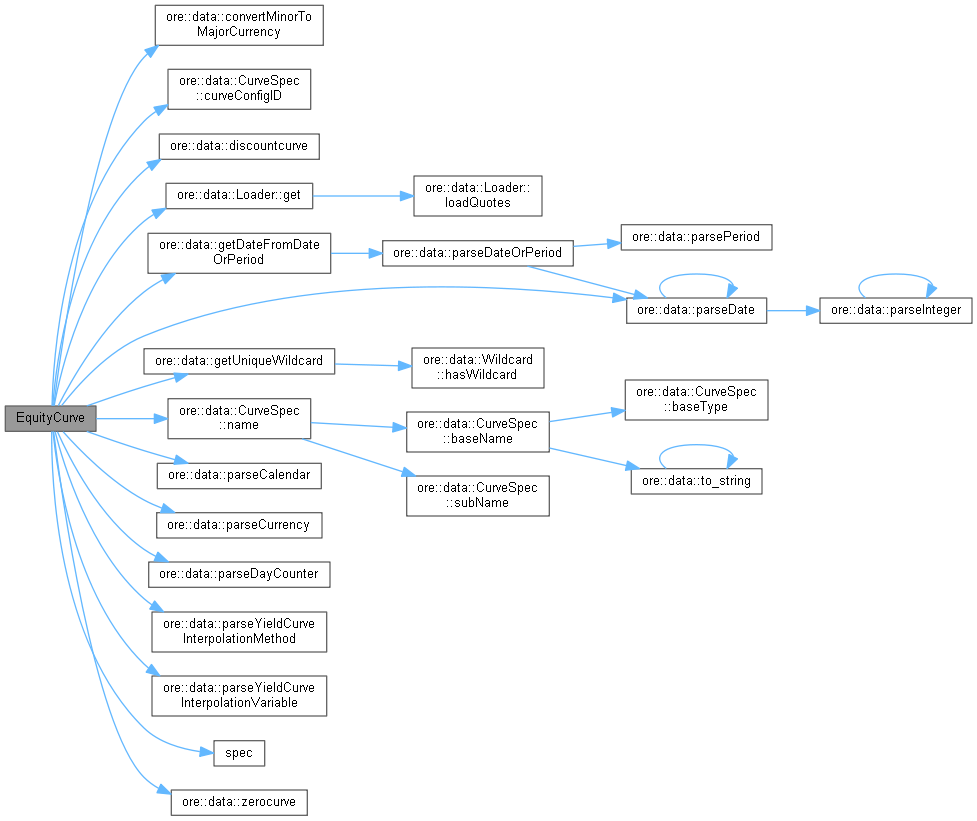 ore::data::convertMinorTo
MajorCurrency
ore::data::CurveSpec
::curveConfigID
ore::data::discountcurve
ore::data::Loader::get
ore::data::Loader::
loadQuotes
ore::data::getDateFromDate
OrPeriod
ore::data::parseDateOrPeriod
ore::data::parsePeriod
ore::data::parseDate
ore::data::parseInteger
ore::data::getUniqueWildcard
ore::data::Wildcard
::hasWildcard
EquityCurve
ore::data::CurveSpec
::name
ore::data::CurveSpec
::baseName
ore::data::CurveSpec
::baseType
ore::data::to_string
ore::data::CurveSpec
::subName
ore::data::parseCalendar
ore::data::parseCurrency
ore::data::parseDayCounter
ore::data::parseYieldCurve
InterpolationMethod
ore::data::parseYieldCurve
InterpolationVariable
spec
ore::data::zerocurve